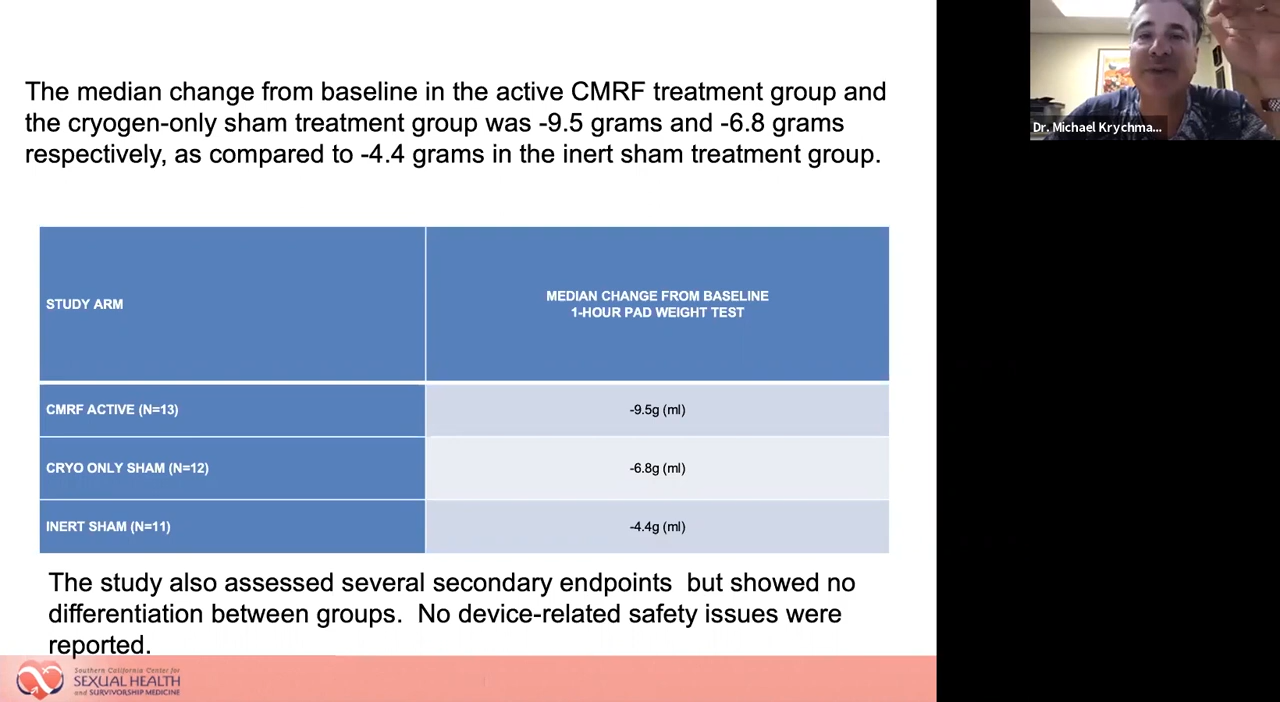 The median change from baseline in the active CMRF treatment group and
the cryogen-only sham treatment group was -9.5 grams and -6.8 grams
respectively, as compared to -4.4 grams in the inert sham treatment group.
STUDY ARM
MEDIAN CHANGE FROM BASELINE
1-HOUR PAD WEIGHT TEST
CMRF ACTIVE (N=13)
-9.5g (ml)
CRYO ONLY SHAM (N=12)
-6.8g (ml)
INERT SHAM (N=11)
-4.4g (ml)
The study also assessed several secondary endpoints but showed no
differentiation between groups. No device-related safety issues were
reported.
Southern California Center for
SEXUAL HEALTH
and SURVIVORSHIP MEDICINE
Dr. Michael Krychma...